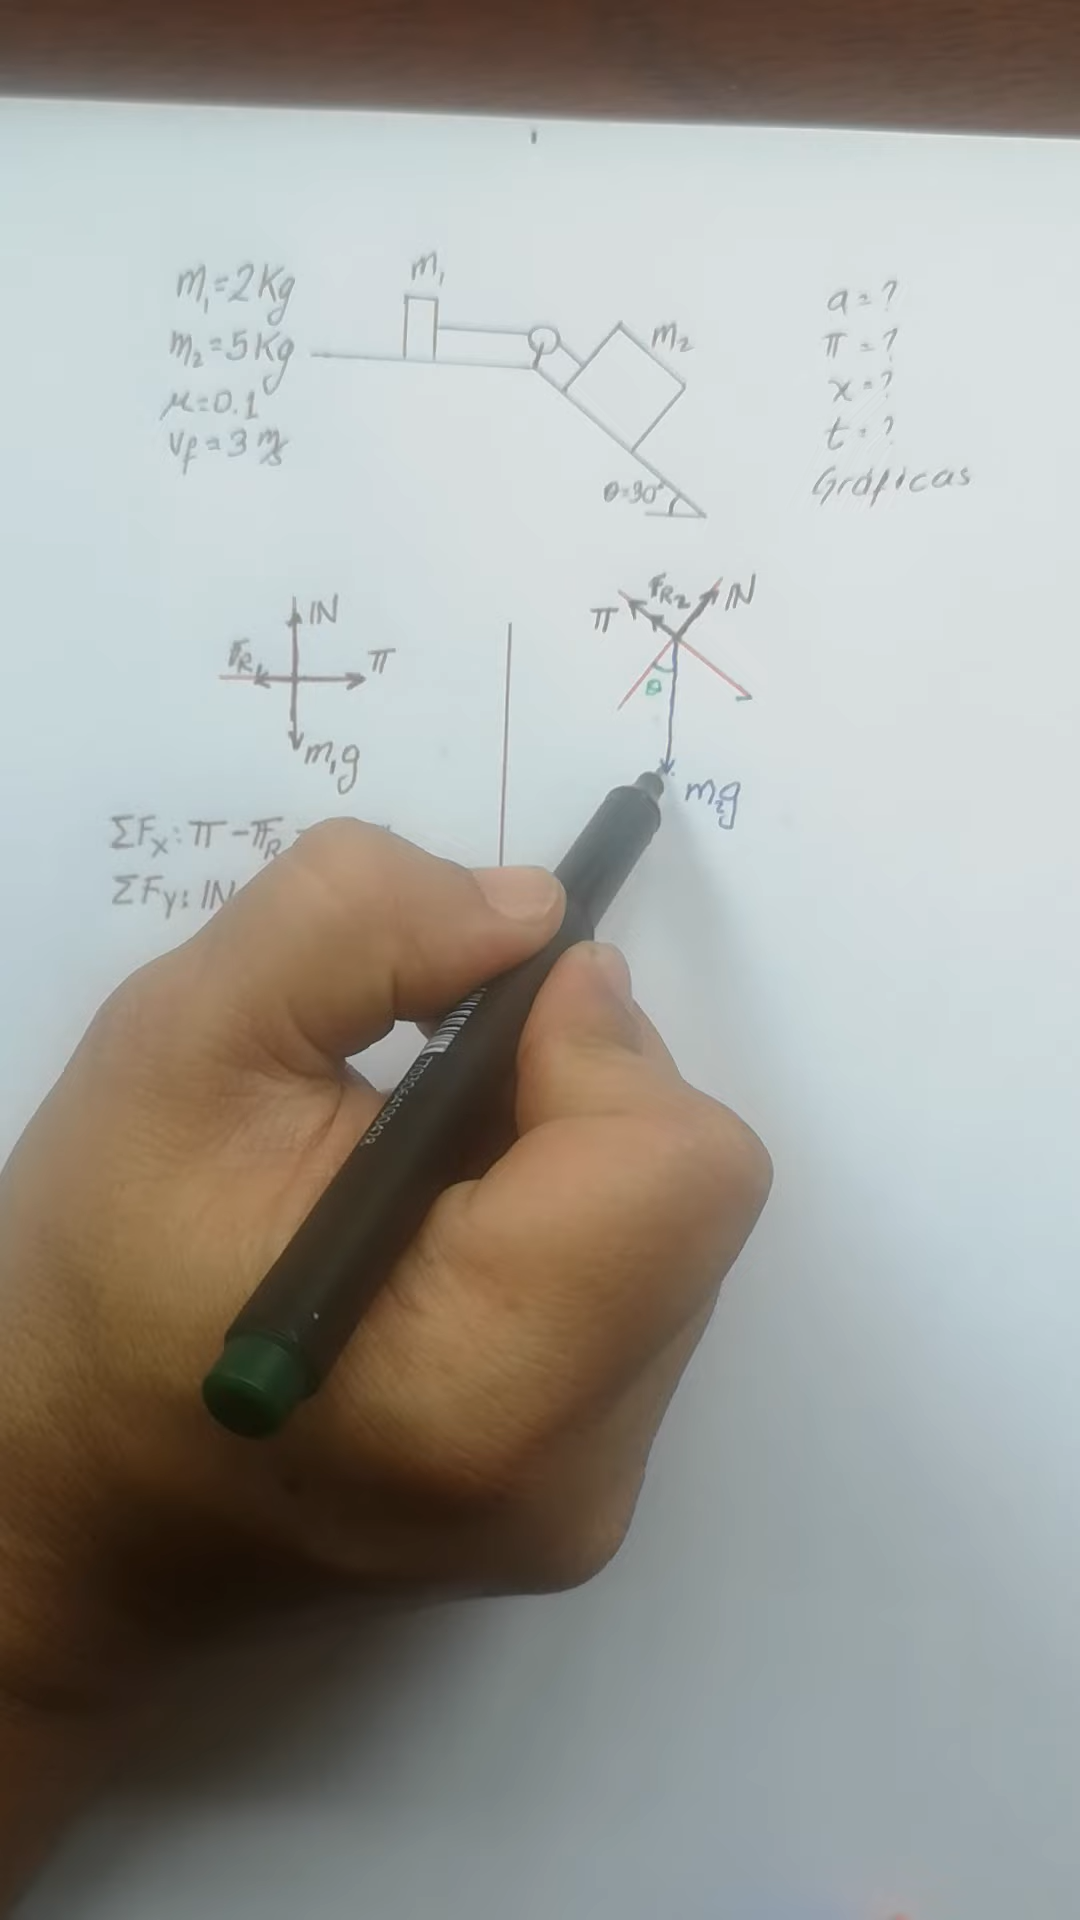 m₁=2Kg
m₂=5Kg
μ=0.1
Vf=3 m/s
m₁
m₂
θ=30°
a=?
π=?
x=?
t=?
Gráficas
IN
FR₁
π
m₁g
FR₂
IN
π
θ
m₂g
ΣFx: π-FR
ΣFy: IN